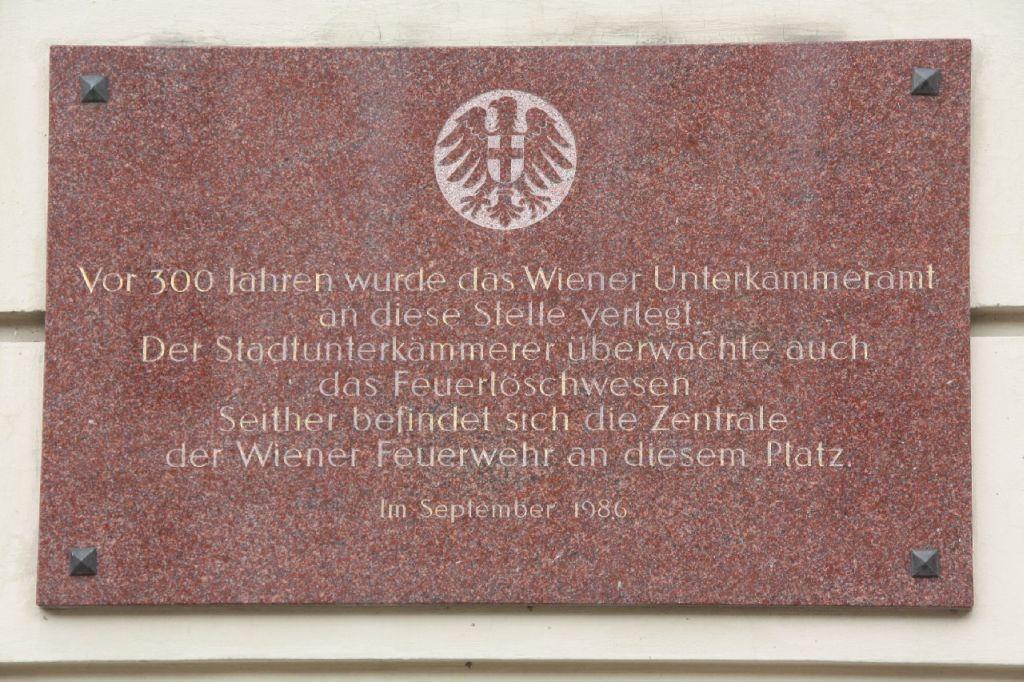 Vor 300 Jahren wurde das Wiener Unterkammeramt
an diese Stelle verlegt.
Der Stadtunterkämmerer überwachte auch
das Feuerlöschwesen
Seither befindet sich die Zentrale
der Wiener Feuerwehr an diesem Platz.
Im September 1986